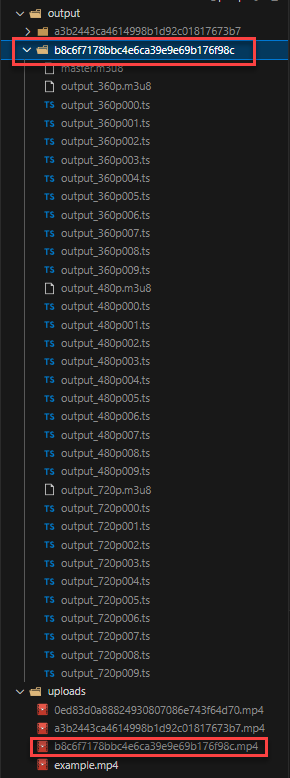 output
a3b2443ca4614998b1d92c01817673b7
b8c6f7178bbc4e6ca39e9e69b176f98c
master.m3u8
output_360p.m3u8
TS output_360p000.ts
TS output_360p001.ts
TS output_360p002.ts
TS output_360p003.ts
TS output_360p004.ts
TS output_360p005.ts
TS output_360p006.ts
TS output_360p007.ts
TS output_360p008.ts
TS output_360p009.ts
output_480p.m3u8
TS output_480p000.ts
TS output_480p001.ts
TS output_480p002.ts
TS output_480p003.ts
TS output_480p004.ts
TS output_480p005.ts
TS output_480p006.ts
TS output_480p007.ts
TS output_480p008.ts
TS output_480p009.ts
output_720p.m3u8
TS output_720p000.ts
TS output_720p001.ts
TS output_720p002.ts
TS output_720p003.ts
TS output_720p004.ts
TS output_720p005.ts
TS output_720p006.ts
TS output_720p007.ts
TS output_720p008.ts
TS output_720p009.ts
uploads
0ed83d0a88824930807086e743f64d70.mp4
a3b2443ca4614998b1d92c01817673b7.mp4
b8c6f7178bbc4e6ca39e9e69b176f98c.mp4
example.mp4